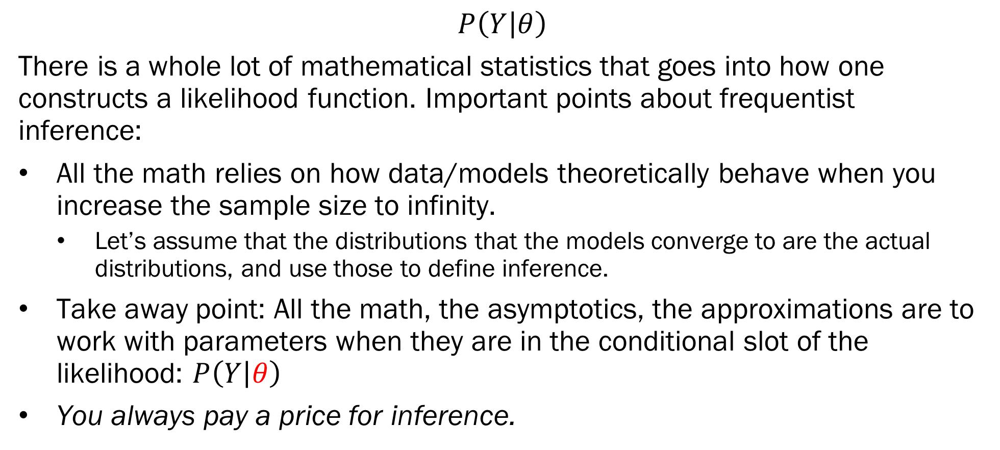 P(Y|θ)
There is a whole lot of mathematical statistics that goes into how one
constructs a likelihood function. Important points about frequentist
inference:
• All the math relies on how data/models theoretically behave when you
increase the sample size to infinity.
• Let’s assume that the distributions that the models converge to are the actual
distributions, and use those to define inference.
• Take away point: All the math, the asymptotics, the approximations are to
work with parameters when they are in the conditional slot of the
likelihood: P(Y|θ)
• You always pay a price for inference.